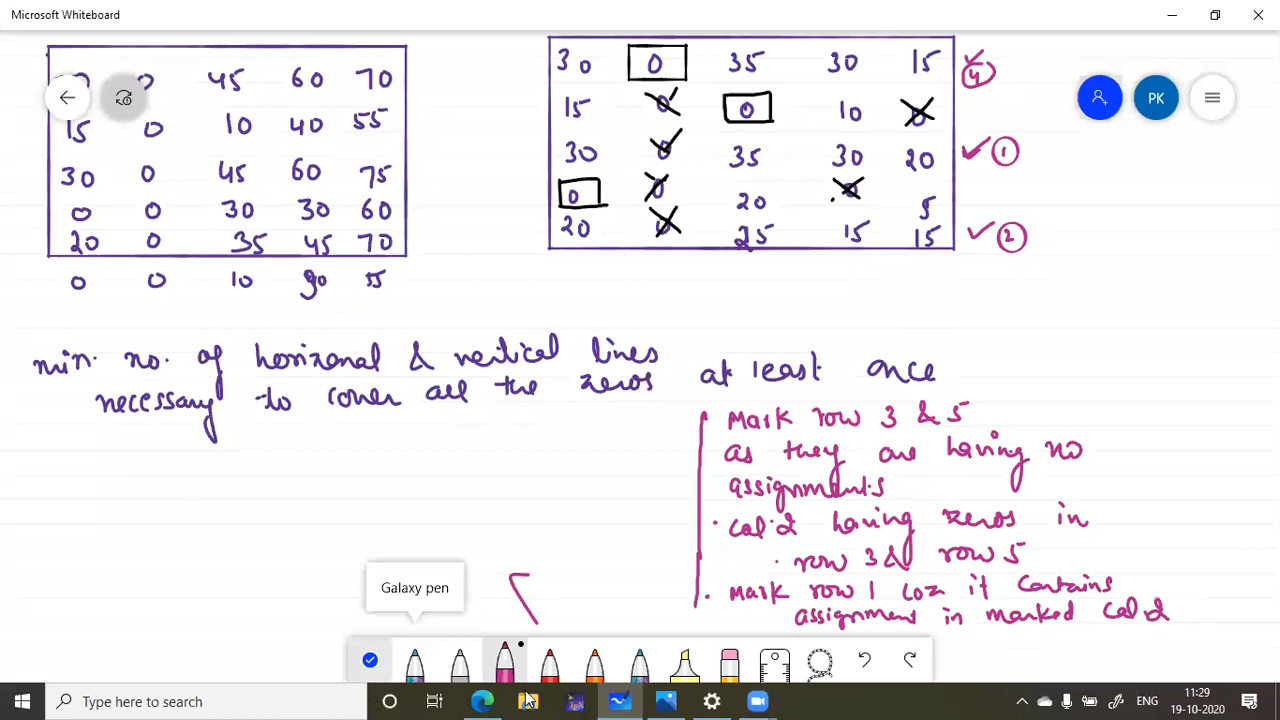 Microsoft Whiteboard
0 45 60 70
15 0 10 40 55
30 0 45 60 75
0 0 30 30 60
20 0 35 45 70
0 0 10 30 55
30 0 35 30 15 4
15 0 0 10 0
30 0 35 30 20 1
0 0 20 0 5
20 0 25 15 15 2
PK
min. no. of horizonal & vertical lines
necessary to cover all the zeros at least once
Mark row 3 & 5
as they are having no
assignments
· Col 2 having zeros in
· row 3 & row 5
· Mark row 1 coz it contains
assignment in marked col 2
Galaxy pen
Type here to search
ENG
11:29
19-10-2020